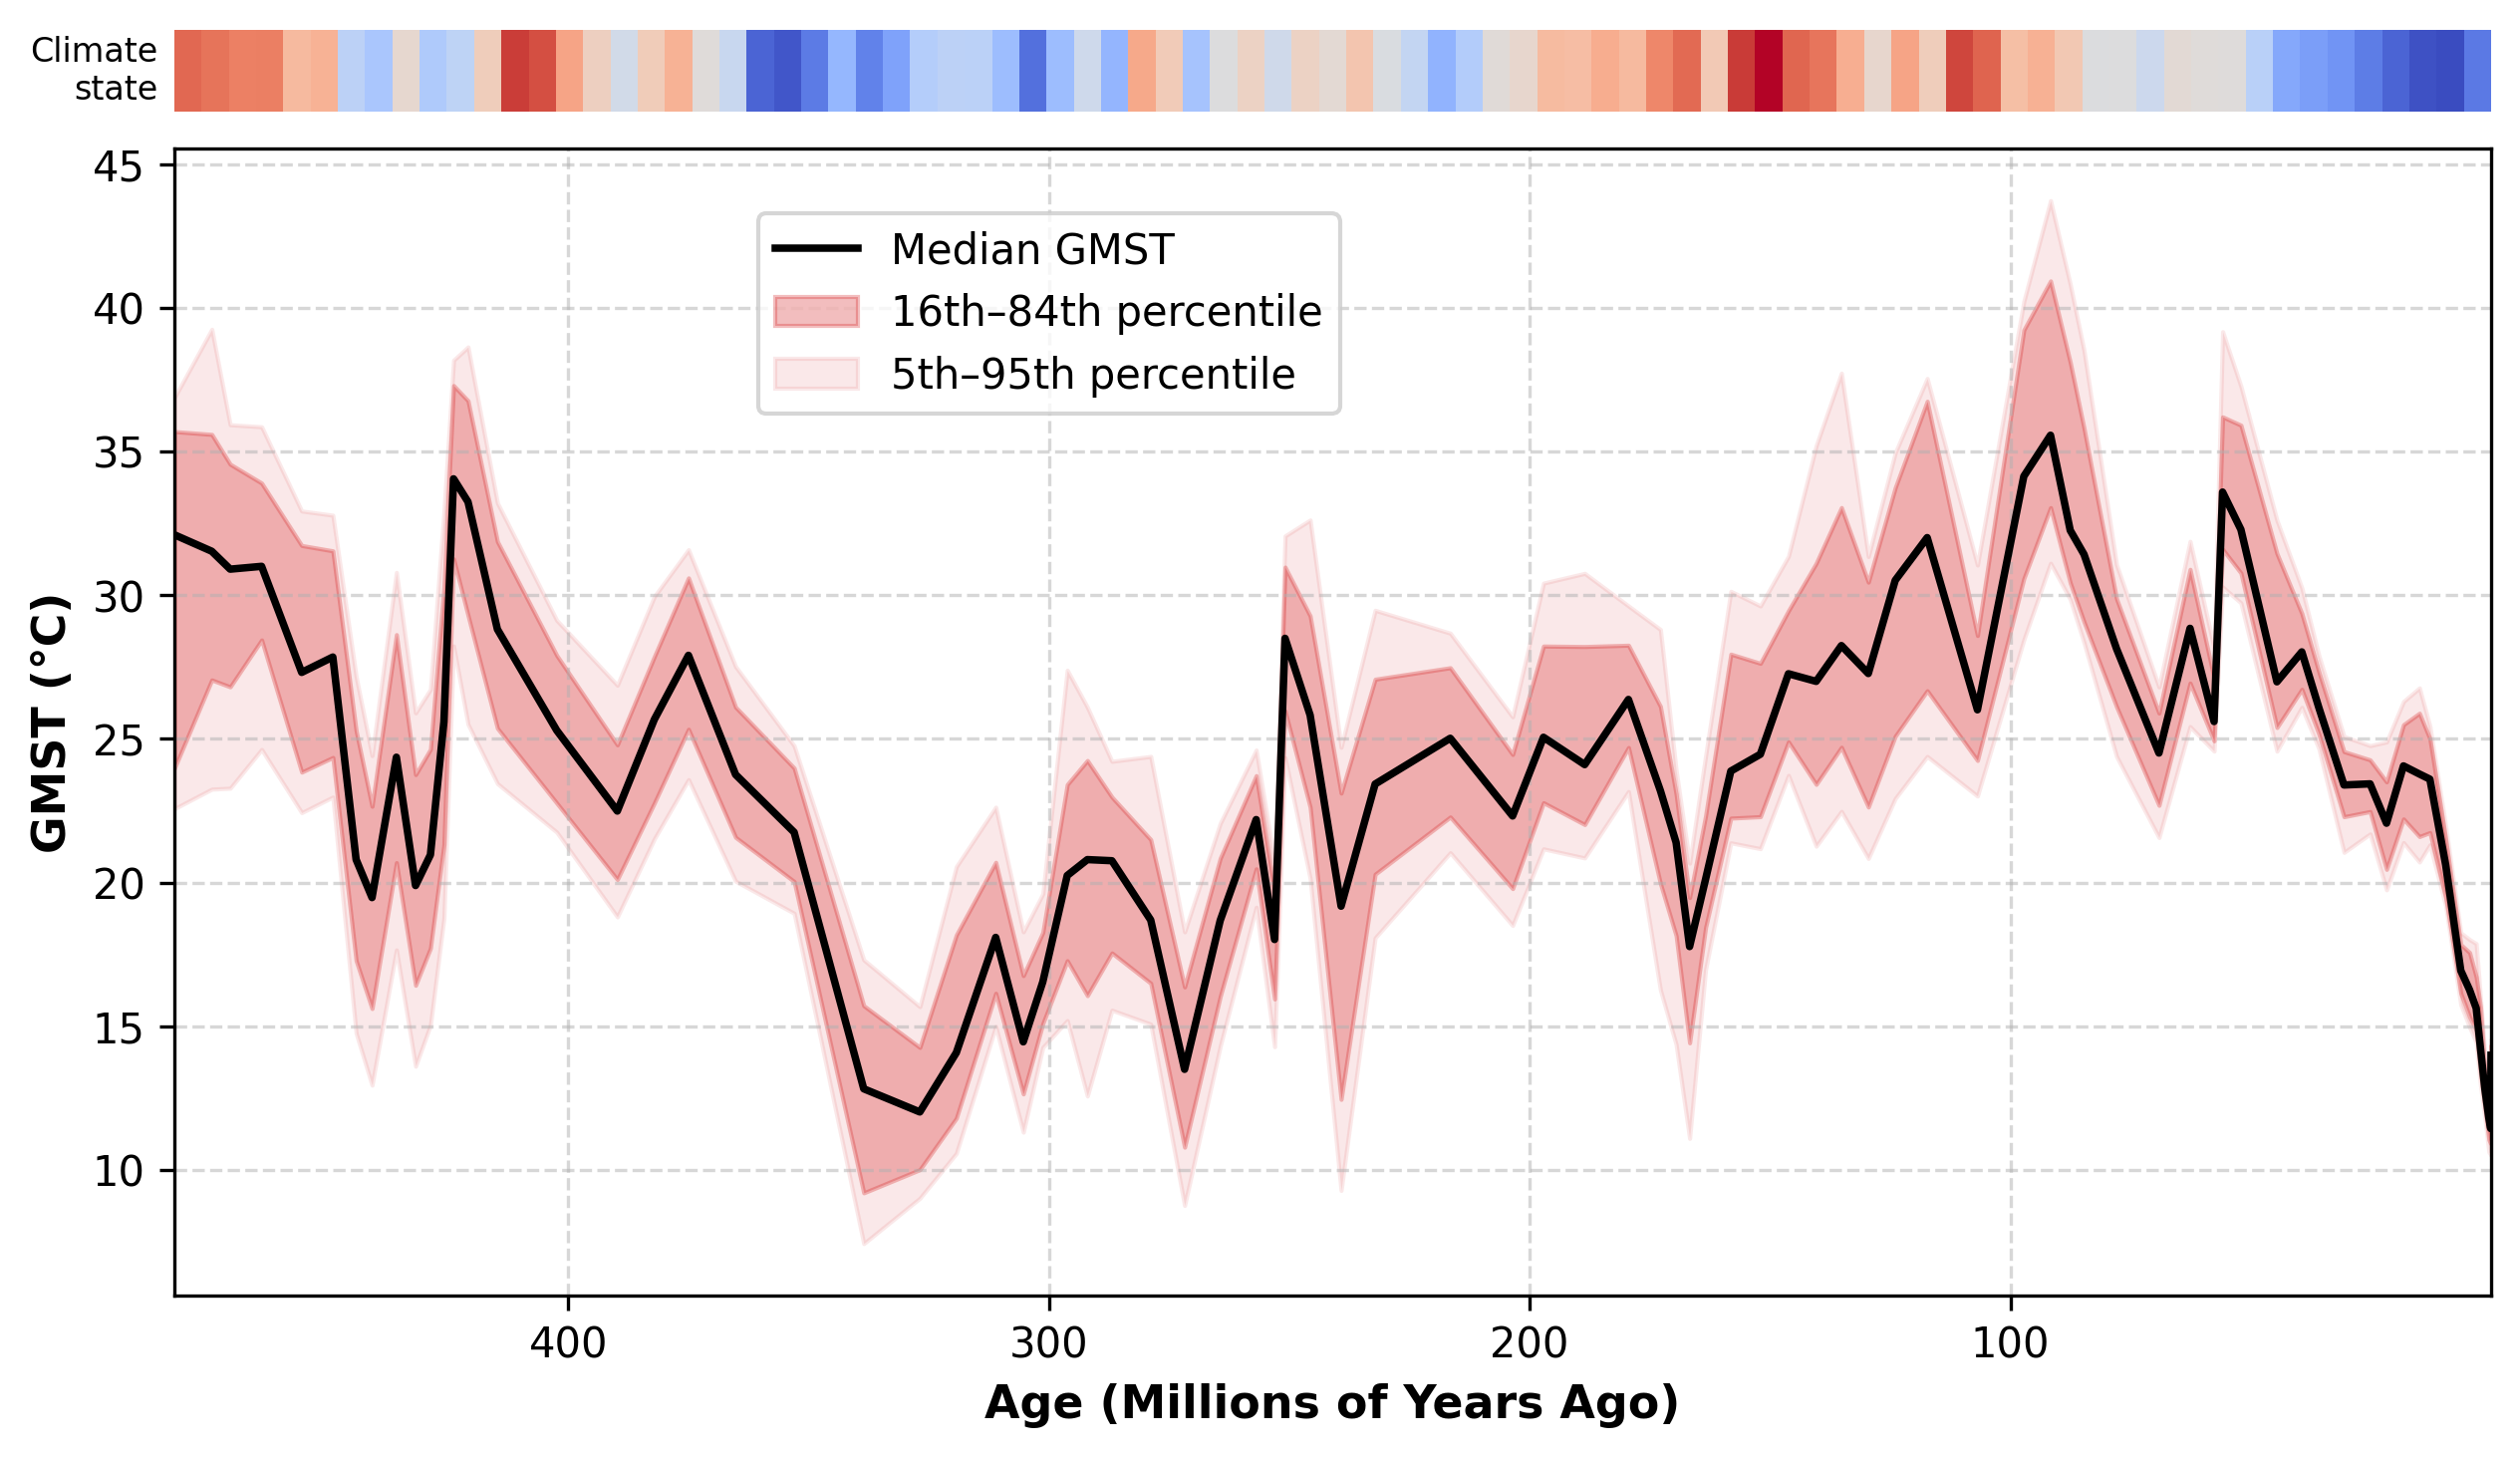 Climate
state
45
40
35
30
25
20
15
10
GMST (°C)
Median GMST
16th–84th percentile
5th–95th percentile
400
300
200
100
Age (Millions of Years Ago)